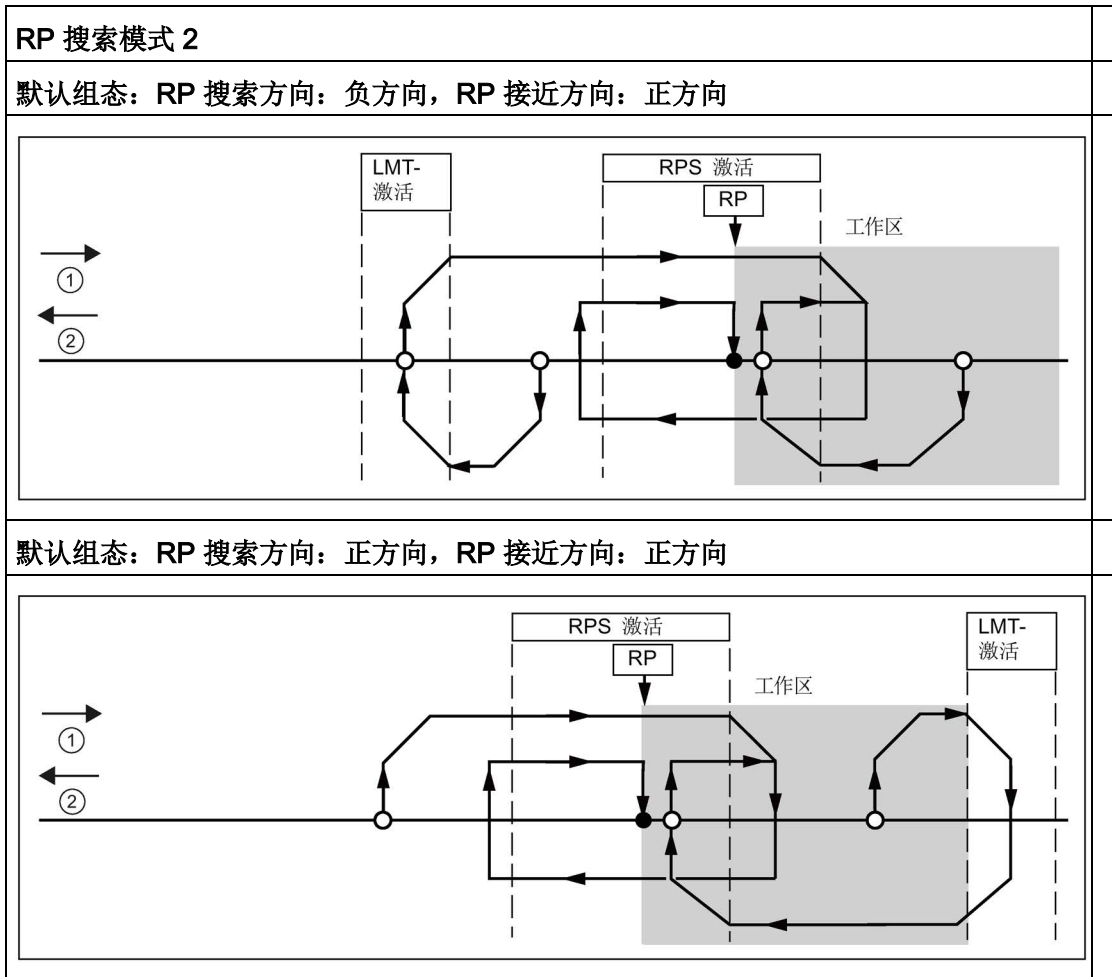 RP 搜索模式 2
默认组态：RP 搜索方向：负方向，RP 接近方向：正方向
LMT-
激活
RPS 激活
RP
工作区
①
②
默认组态：RP 搜索方向：正方向，RP 接近方向：正方向
RPS 激活
LMT-
激活
RP
工作区
①
②